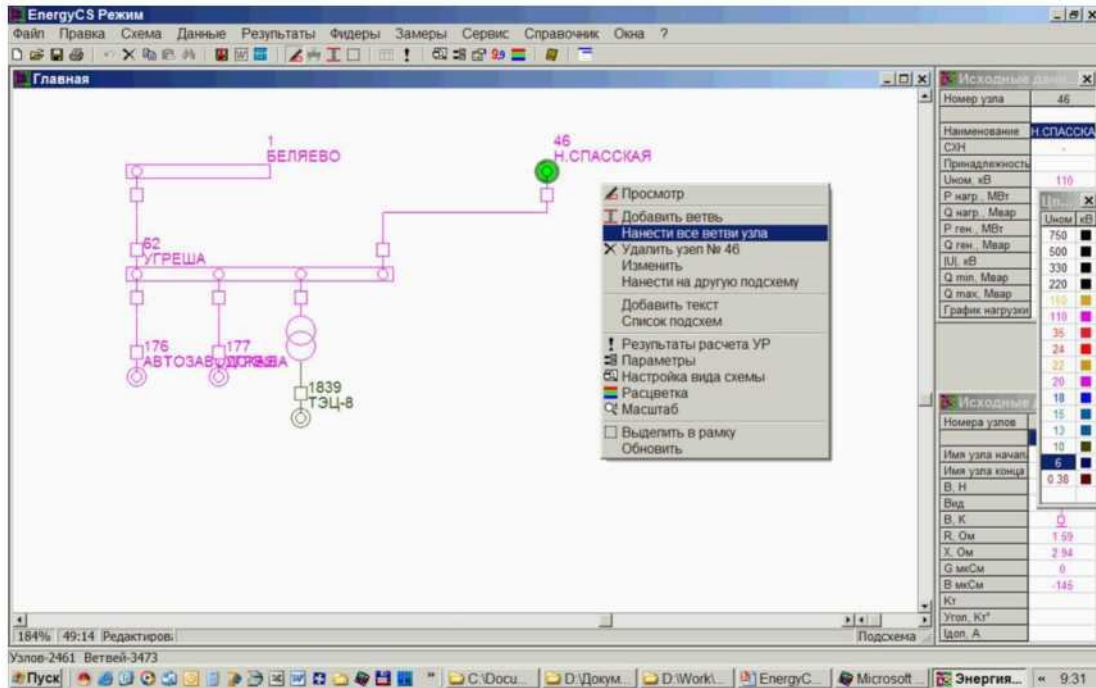 EnergyCS Режим
Файл Правка Схема Данные Результаты Фидеры Замеры Сервис Справочник Окна ?
Главная
1
БЕЛЯЕВО
46
Н.СПАССКАЯ
62
УГРЕША
176
177
1839
ТЭЦ-8
Просмотр
Добавить ветвь
Нанести все ветви узла
Удалить узел № 46
Изменить
Нанести на другую подсхему
Добавить текст
Список подсхем
Результаты расчета УР
Параметры
Настройка вида схемы
Расцветка
Масштаб
Выделить в рамку
Обновить
Исходные
Номер узла 46
Наименование Н.СПАССКА
СХН -
Принадлежность
Uном, кВ 110
P нагр., МВт
Q нагр., Мвар
P ген., МВт
Q ген., Мвар
|U|, кВ
Q min, Мвар
Q max, Мвар
График нагрузки
Цв...
Uном кВ
750
500
330
220
110
35
24
22
20
18
15
13
10
6
0.38
Исходные
Номера узлов
Имя узла начал
Имя узла конца
В, Н
Вид
В, К
R, Ом 1.59
X, Ом 2.94
G мкСм 0
B мкСм -145
Кт
Угол, Кт°
Iдоп, А
184% 49:14 Редактиров.
Подсхема
Узлов-2461 Ветвей-3473
Пуск
C:\Docu...
D:\Докум...
D:\Work\...
EnergyC...
Microsoft ...
Энергия...
« 9:31